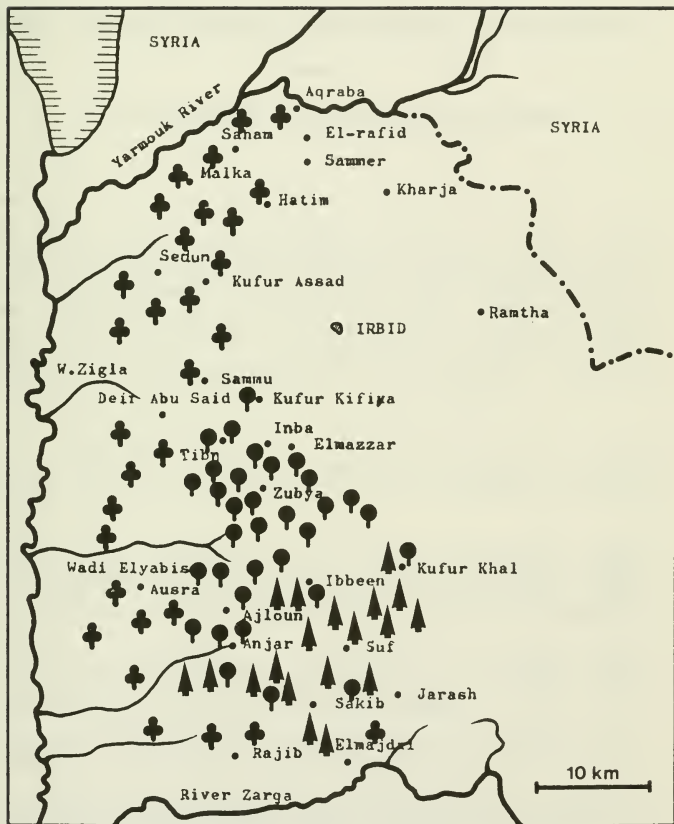 SYRIA
Aqraba
Yarmouk River
Saham
El-rafid
SYRIA
Sammer
Malka
Kharja
Hatim
Sedun
Kufur Assad
Ramtha
IRBID
W.Zigla
Sammu
Deir Abu Said
Kufur Kifiya
Inba
Elmazzar
Tibn
Zubya
Wadi Elyabis
Kufur Khal
Ibbeen
Ausra
Ajloun
Anjar
Suf
Jarash
Sakib
Elmajdal
Rajib
10 km
River Zarga